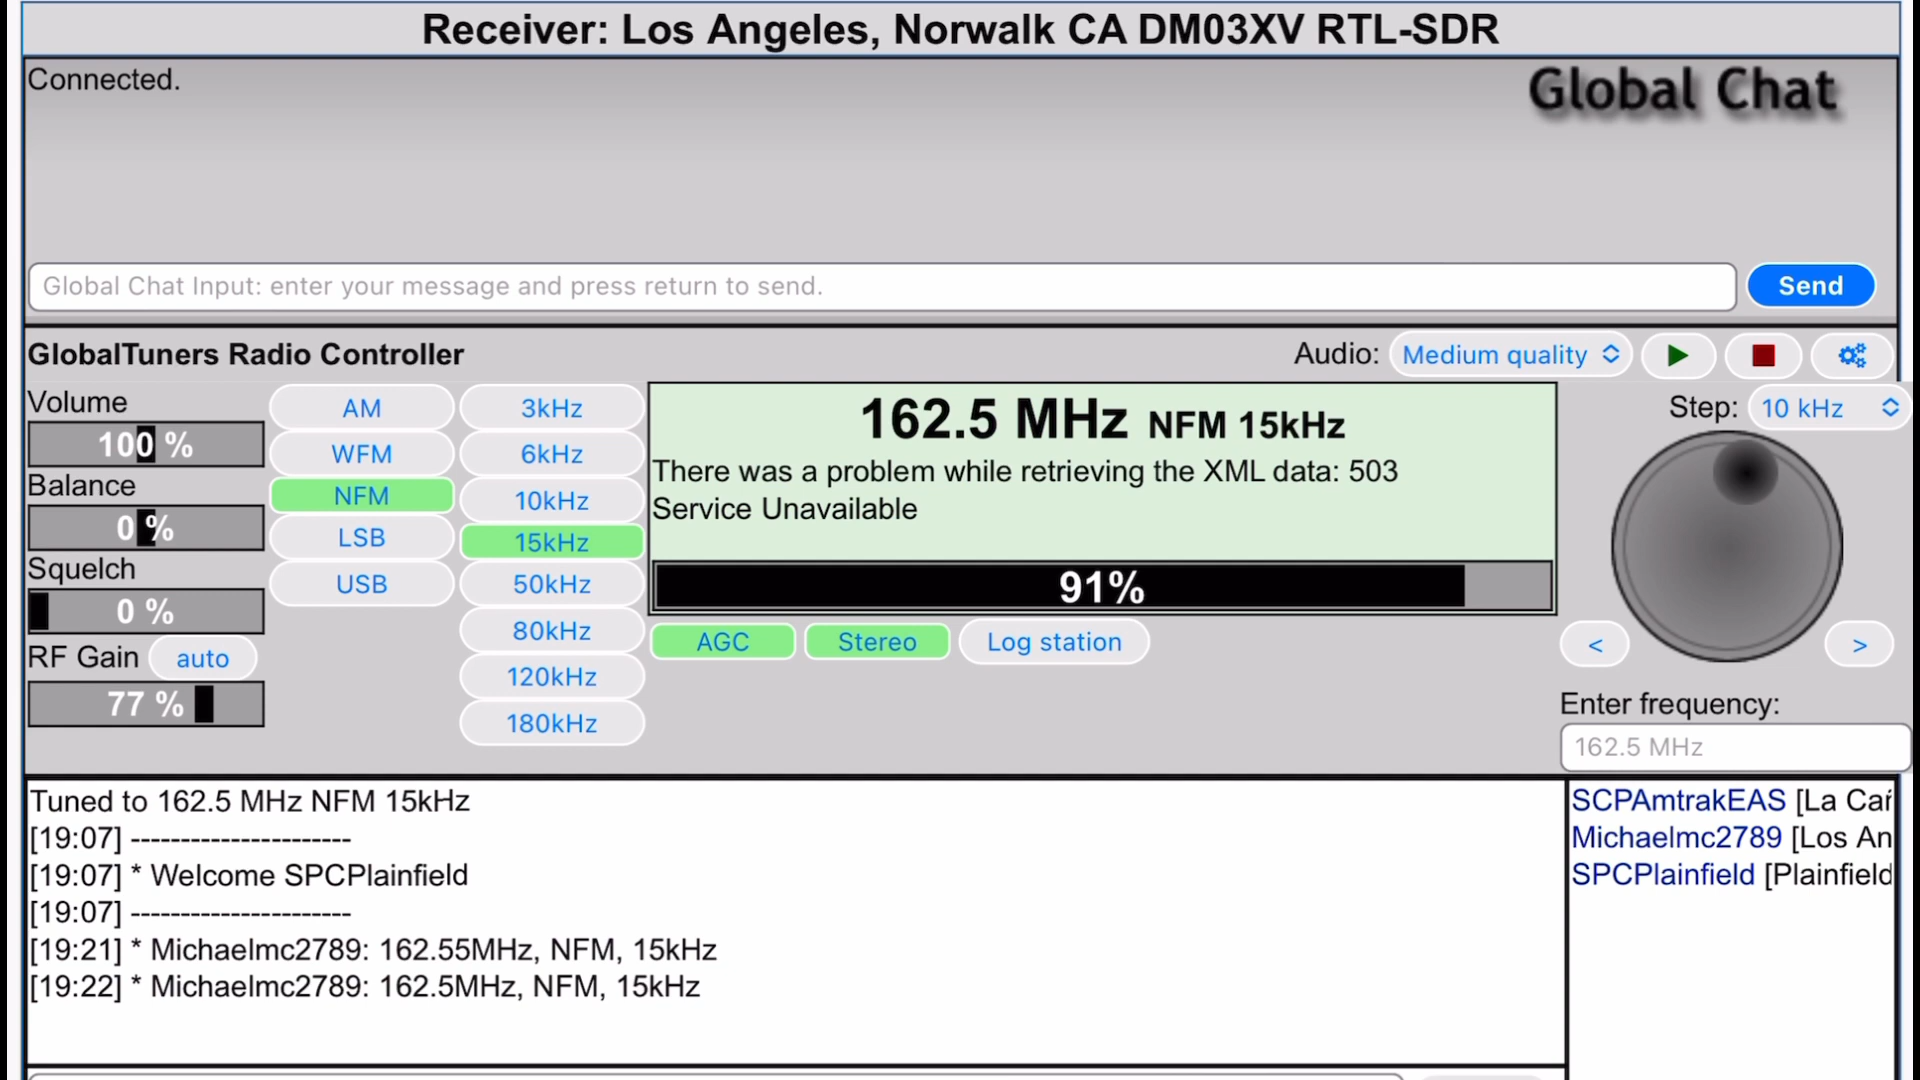 Receiver: Los Angeles, Norwalk CA DM03XV RTL-SDR
Connected.
Global Chat
Global Chat Input: enter your message and press return to send.
Send
GlobalTuners Radio Controller
Audio: Medium quality
Volume
100 %
Balance
0 %
Squelch
0 %
RF Gain auto
77 %
AM
WFM
NFM
LSB
USB
3kHz
6kHz
10kHz
15kHz
50kHz
80kHz
120kHz
180kHz
162.5 MHz NFM 15kHz
There was a problem while retrieving the XML data: 503
Service Unavailable
91%
AGC Stereo Log station
Step: 10 kHz
< >
Enter frequency:
162.5 MHz
Tuned to 162.5 MHz NFM 15kHz
[19:07] ----------------------
[19:07] * Welcome SPCPlainfield
[19:07] ----------------------
[19:21] * Michaelmc2789: 162.55MHz, NFM, 15kHz
[19:22] * Michaelmc2789: 162.5MHz, NFM, 15kHz
SCPAmtrakEAS [La Cañ
Michaelmc2789 [Los An
SPCPlainfield [Plainfield